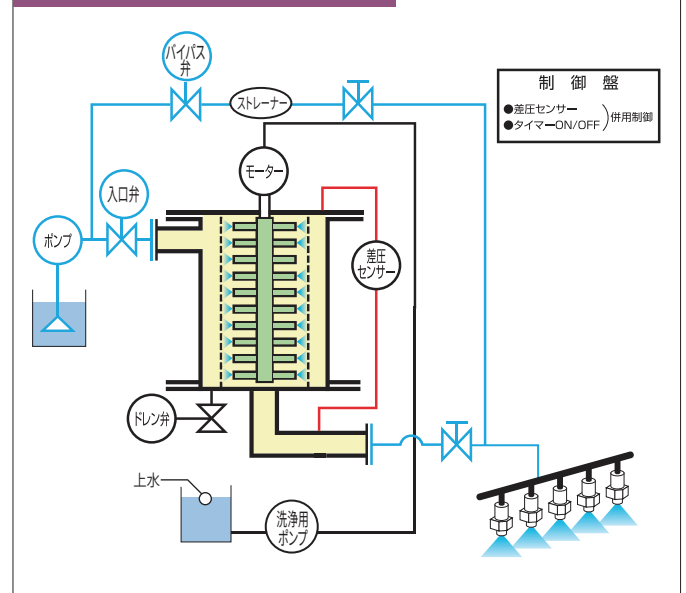 バイパス
弁
ストレーナー
制御盤
●差圧センサー
●タイマーON/OFF
併用制御
モーター
入口弁
ポンプ
差圧
センサー
ドレン弁
上水
洗浄用
ポンプ